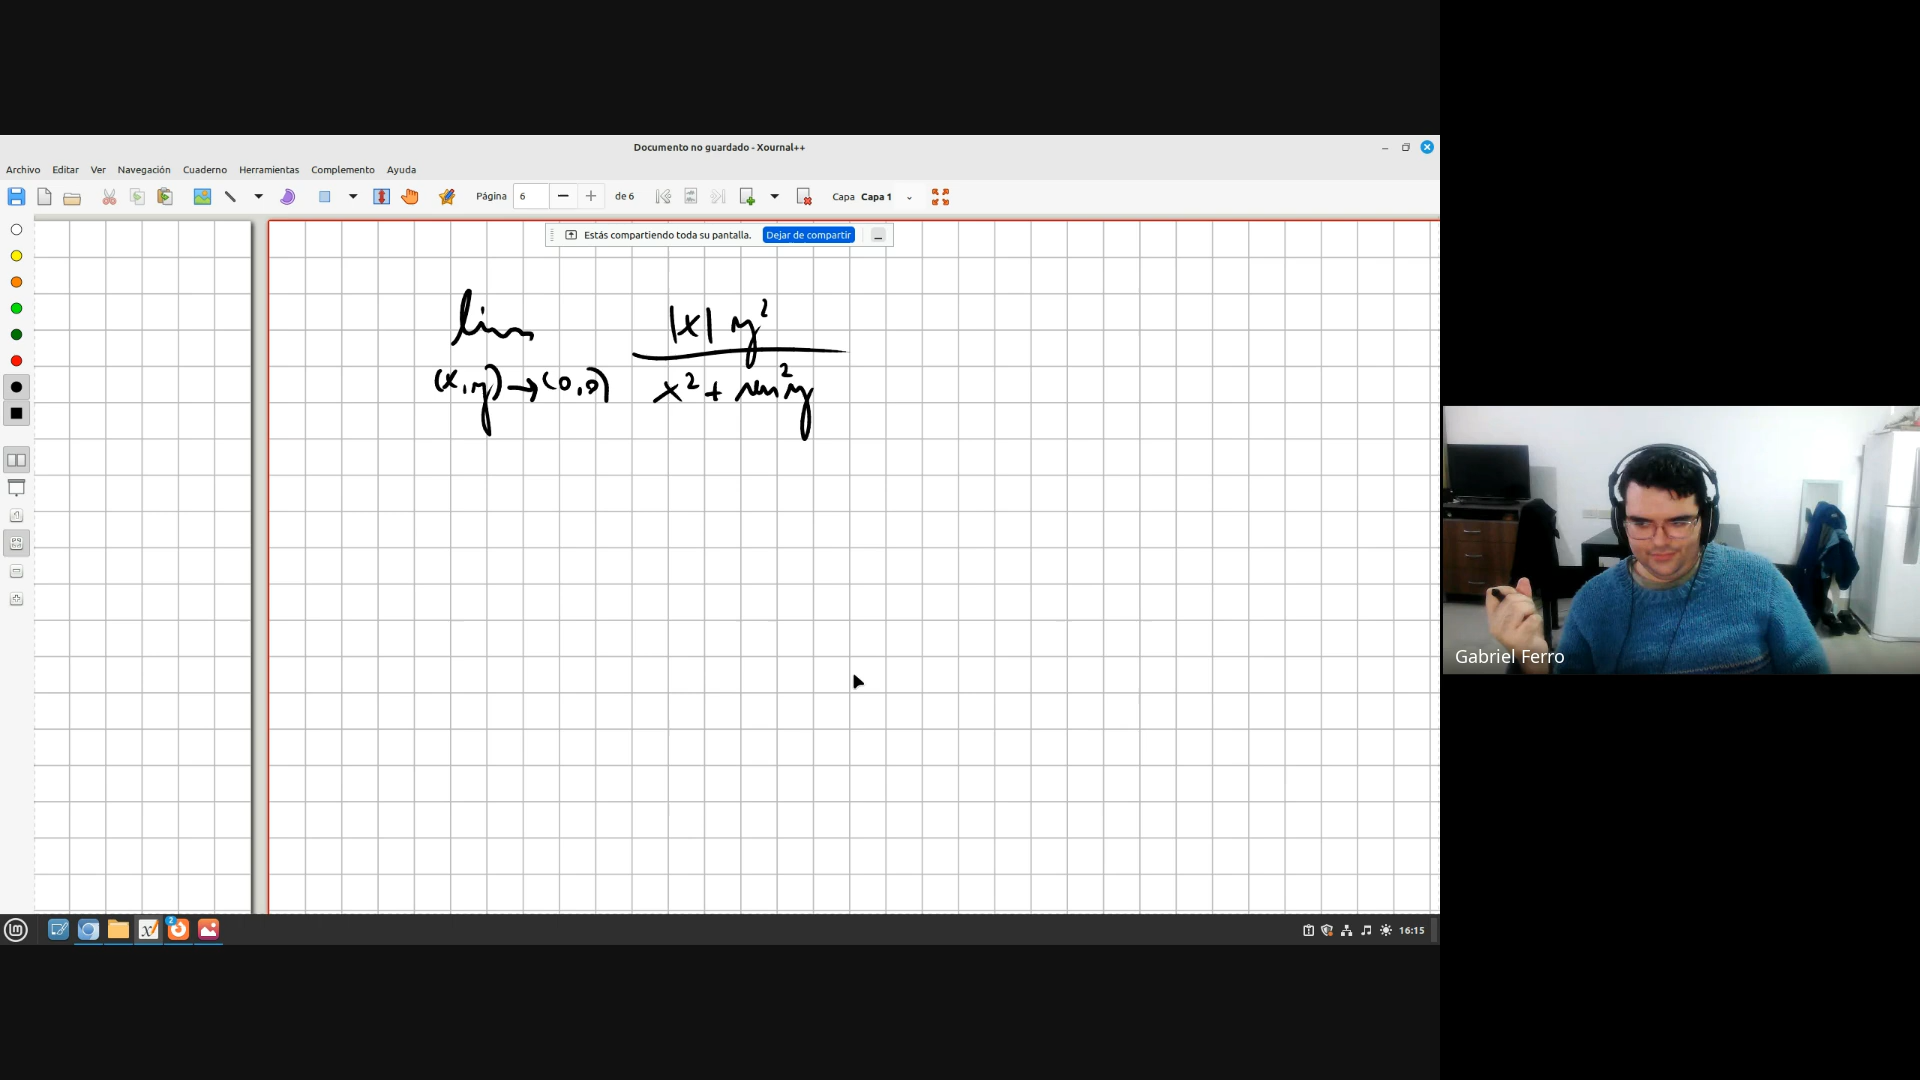 Documento no guardado - Xournal++
Archivo Editar Ver Navegación Cuaderno Herramientas Complemento Ayuda
Página 6 de 6 Capa Capa 1
Estás compartiendo toda su pantalla. Dejar de compartir
lim |x| y²
(x,y)→(0,0) x² + sen²y
Gabriel Ferro
2
16:15